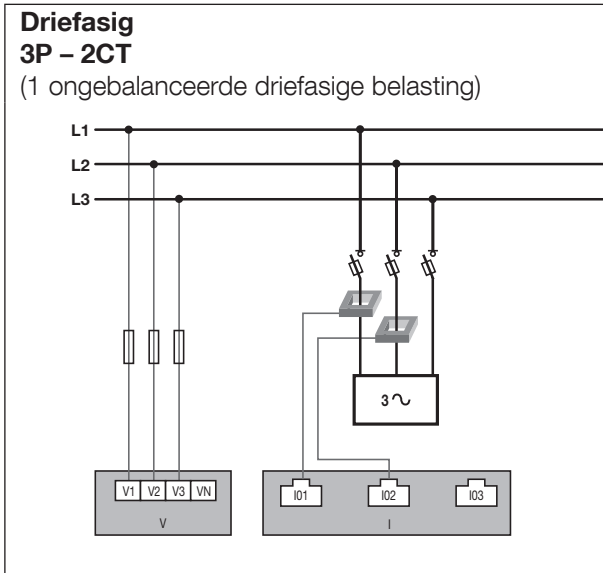 Driefasig
3P – 2CT
(1 ongebalanceerde driefasige belasting)
L1
L2
L3
3
V1 V2 V3 VN
V
I01 I02 I03
I